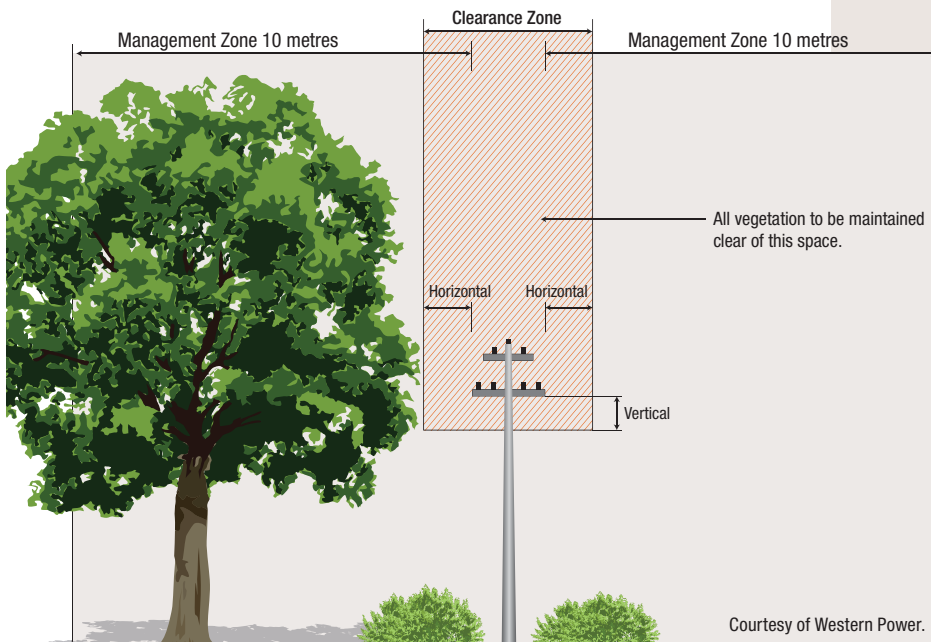 Clearance Zone
Management Zone 10 metres
Management Zone 10 metres
All vegetation to be maintained
clear of this space.
Horizontal
Horizontal
Vertical
Courtesy of Western Power.